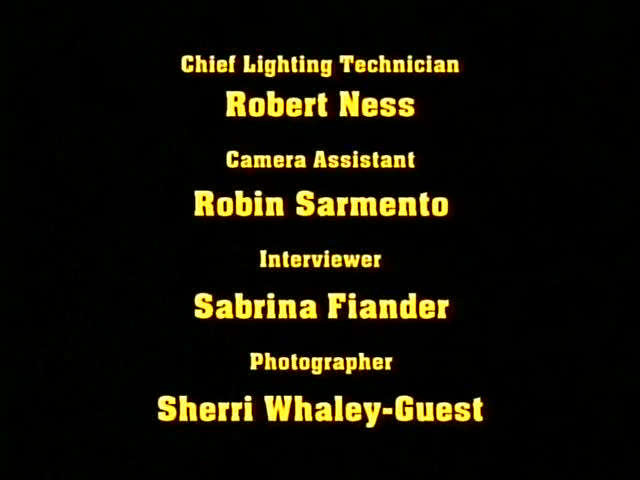 Chief Lighting Technician
Robert Ness
Camera Assistant
Robin Sarmento
Interviewer
Sabrina Fiander
Photographer
Sherri Whaley-Guest